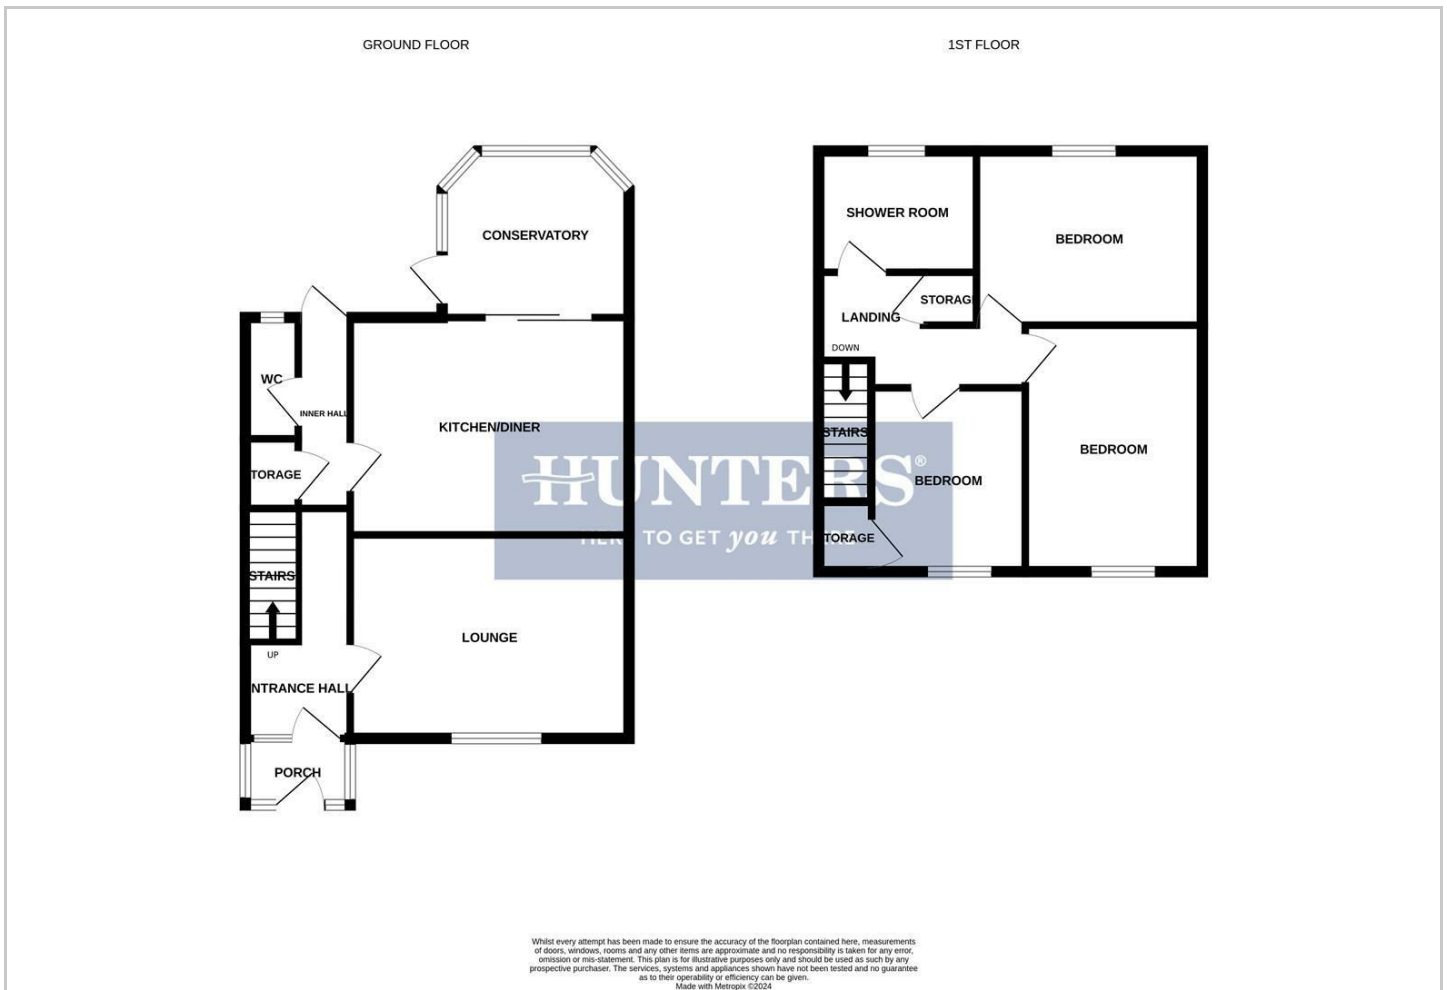 GROUND FLOOR
1ST FLOOR
CONSERVATORY
WC
INNER HALL
KITCHEN/DINER
TORAGE
STAIRS
LOUNGE
UP
NTRANCE HALL
PORCH
SHOWER ROOM
BEDROOM
STORAG
LANDING
DOWN
STAIRS
BEDROOM
BEDROOM
TORAGE
HUNTERS®
HERE TO GET you THERE
Whilst every attempt has been made to ensure the accuracy of the floorplan contained here, measurements
of doors, windows, rooms and any other items are approximate and no responsibility is taken for any error,
omission or mis-statement. This plan is for illustrative purposes only and should be used as such by any
prospective purchaser. The services, systems and appliances shown have not been tested and no guarantee
as to their operability or efficiency can be given.
Made with Metropix ©2024